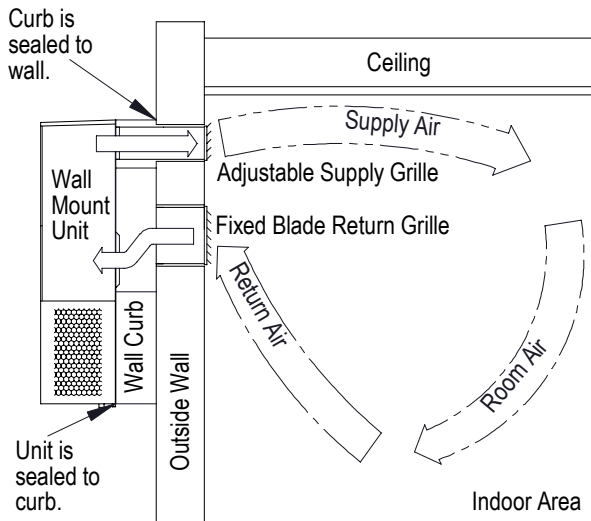 Curb is
sealed to
wall.
Ceiling
Supply Air
Adjustable Supply Grille
Wall
Mount
Unit
Fixed Blade Return Grille
Return Air
Room Air
Wall Curb
Outside Wall
Unit is
sealed to
curb.
Indoor Area